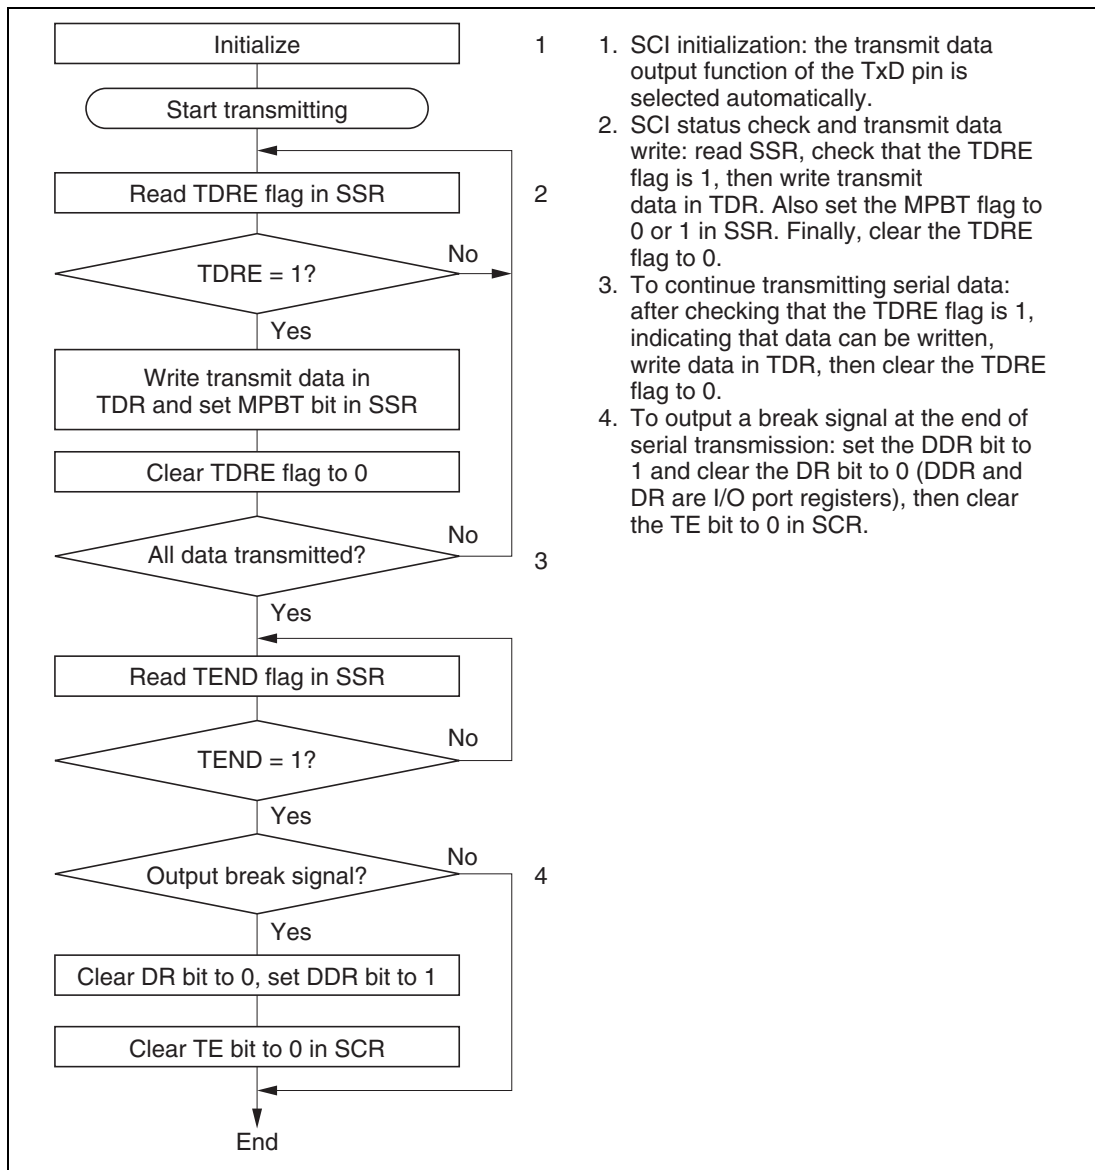 Initialize
1
Start transmitting
Read TDRE flag in SSR
2
TDRE = 1?
No
Yes
Write transmit data in
TDR and set MPBT bit in SSR
Clear TDRE flag to 0
All data transmitted?
No
3
Yes
Read TEND flag in SSR
TEND = 1?
No
Yes
Output break signal?
No
4
Yes
Clear DR bit to 0, set DDR bit to 1
Clear TE bit to 0 in SCR
End
1. SCI initialization: the transmit data
output function of the TxD pin is
selected automatically.
2. SCI status check and transmit data
write: read SSR, check that the TDRE
flag is 1, then write transmit
data in TDR. Also set the MPBT flag to
0 or 1 in SSR. Finally, clear the TDRE
flag to 0.
3. To continue transmitting serial data:
after checking that the TDRE flag is 1,
indicating that data can be written,
write data in TDR, then clear the TDRE
flag to 0.
4. To output a break signal at the end of
serial transmission: set the DDR bit to
1 and clear the DR bit to 0 (DDR and
DR are I/O port registers), then clear
the TE bit to 0 in SCR.